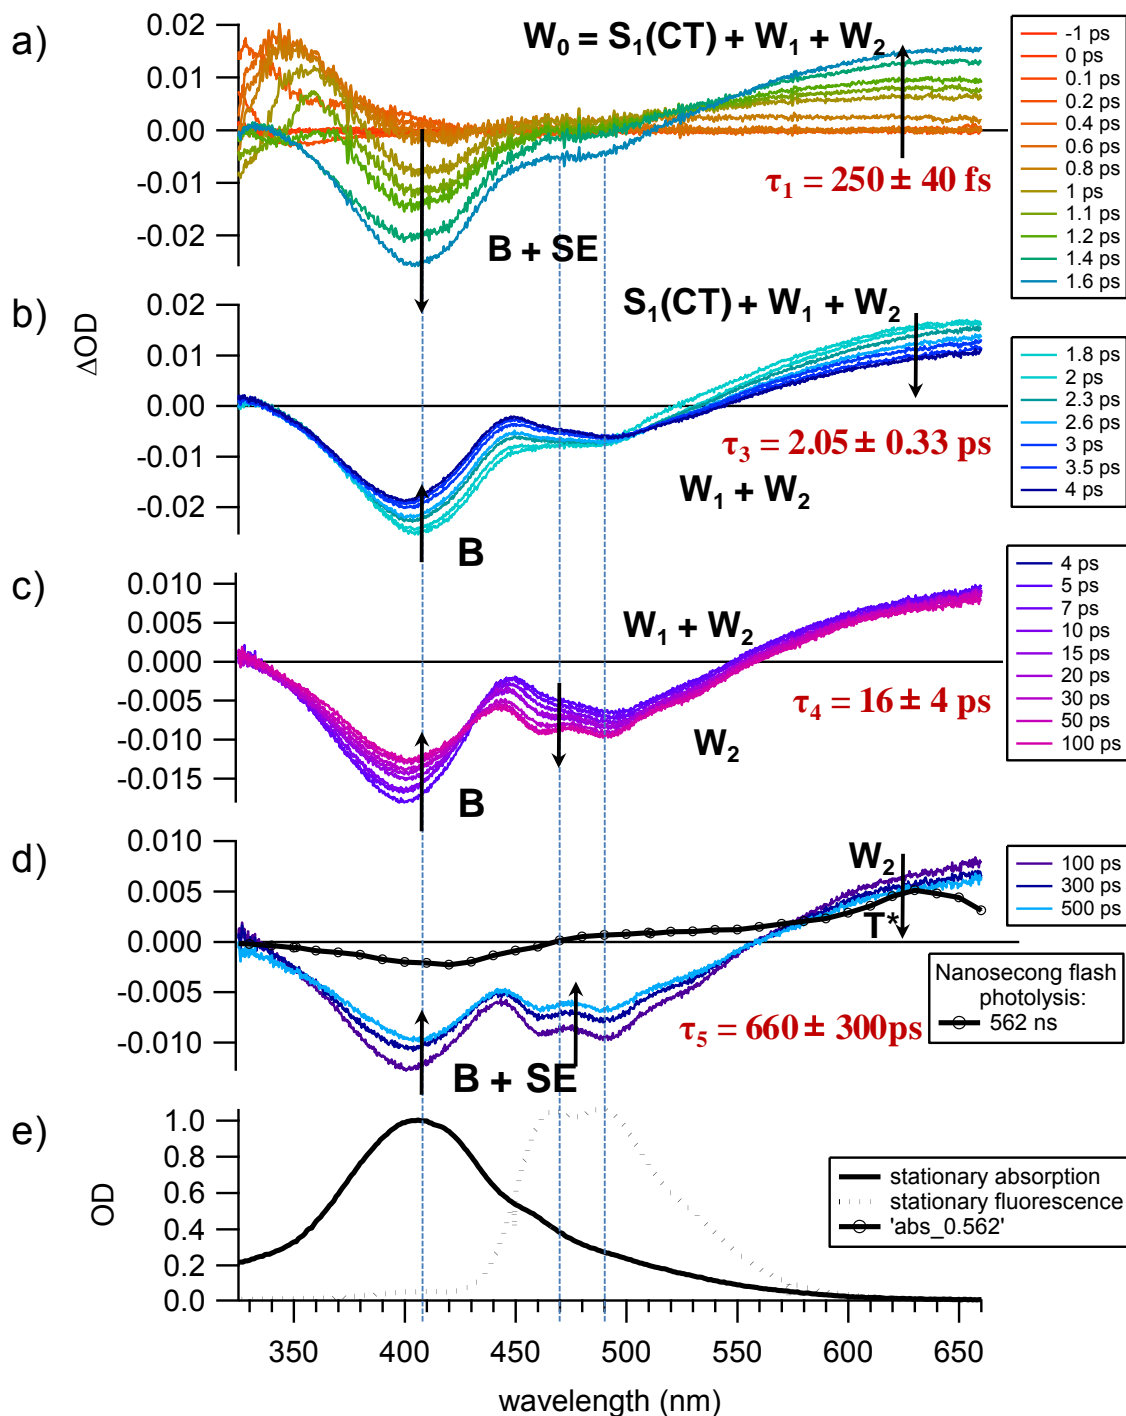 a)
0.02
0.01
0.00
-0.01
-0.02
W0 = S1(CT) + W1 + W2
τ1 = 250 ± 40 fs
B + SE
-1 ps
0 ps
0.1 ps
0.2 ps
0.4 ps
0.6 ps
0.8 ps
1 ps
1.1 ps
1.2 ps
1.4 ps
1.6 ps
b)
ΔOD
0.02
0.01
0.00
-0.01
-0.02
S1(CT) + W1 + W2
τ3 = 2.05 ± 0.33 ps
W1 + W2
B
1.8 ps
2 ps
2.3 ps
2.6 ps
3 ps
3.5 ps
4 ps
c)
0.010
0.005
0.000
-0.005
-0.010
-0.015
W1 + W2
τ4 = 16 ± 4 ps
W2
B
4 ps
5 ps
7 ps
10 ps
15 ps
20 ps
30 ps
50 ps
100 ps
d)
0.010
0.005
0.000
-0.005
-0.010
W2
T*
τ5 = 660 ± 300ps
B + SE
100 ps
300 ps
500 ps
Nanosecong flash
photolysis:
562 ns
e)
OD
1.0
0.8
0.6
0.4
0.2
0.0
stationary absorption
stationary fluorescence
'abs_0.562'
350 400 450 500 550 600 650
wavelength (nm)